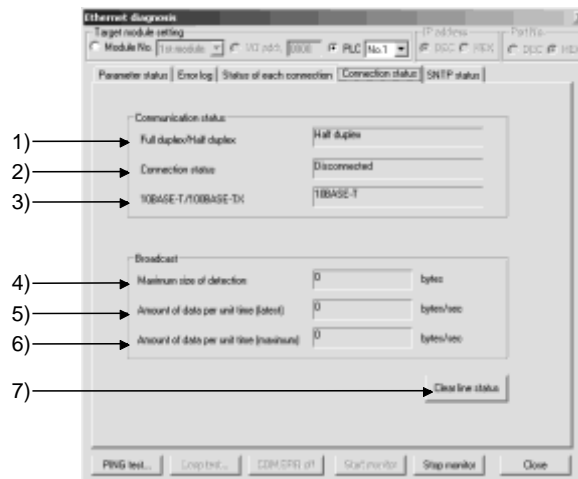 Ethernet diagnosis
Target module setting
Module No. 1st module I/O addr. 0000 PLC No.1
IP address
DEC HEX
Port No.
DEC HEX
Parameter status Error log Status of each connection Connection status SNTP status
Communication status
1) Full duplex/Half duplex Half duplex
2) Connection status Disconnected
3) 10BASE-T/100BASE-TX 10BASE-T
Broadcast
4) Maximum size of detection 0 bytes
5) Amount of data per unit time (latest) 0 bytes/sec
6) Amount of data per unit time (maximum) 0 bytes/sec
7) Clear line status
PING test... Loop test... COM.ERR off Start monitor Stop monitor Close